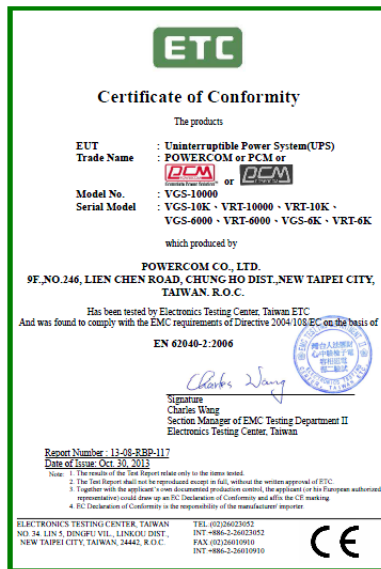 ETC
Certificate of Conformity
The products
EUT : Uninterruptible Power System(UPS)
Trade Name : POWERCOM or PCM or
PCM or PCM
Model No. : VGS-10000
Serial Model : VGS-10K、VRT-10000、VRT-10K、
VGS-6000、VRT-6000、VGS-6K、VRT-6K
which produced by
POWERCOM CO., LTD.
9F.,NO.246, LIEN CHEN ROAD, CHUNG HO DIST.,NEW TAIPEI CITY,
TAIWAN. R.O.C.
Has been tested by Electronics Testing Center, Taiwan ETC
And was found to comply with the EMC requirements of Directive 2004/108/EC on the basis of
EN 62040-2:2006
Charles Wang
Signature
Charles Wang
Section Manager of EMC Testing Department II
Electronics Testing Center, Taiwan
Report Number : 13-08-RBP-117
Date of Issue: Oct. 30, 2013
Note: 1 The results of the Test Report relate only to the items tested.
2 The Test Report shall not be reproduced except in full, without the written approval of ETC.
3 Together with the applicant's own documented production control, the applicant (or his European authorized
representative) could draw up an EC Declaration of Conformity and affix the CE marking.
4 EC Declaration of Conformity is the responsibility of the manufacturer/ importer.
ELECTRONICS TESTING CENTER, TAIWAN
NO. 34. LIN 5, DINGFU VIL., LINKOU DIST.,
NEW TAIPEI CITY, TAIWAN, 24442, R.O.C.
TEL (02)26023052
INT +886-2-26023052
FAX (02)26010910
INT +886-2-26010910
CE